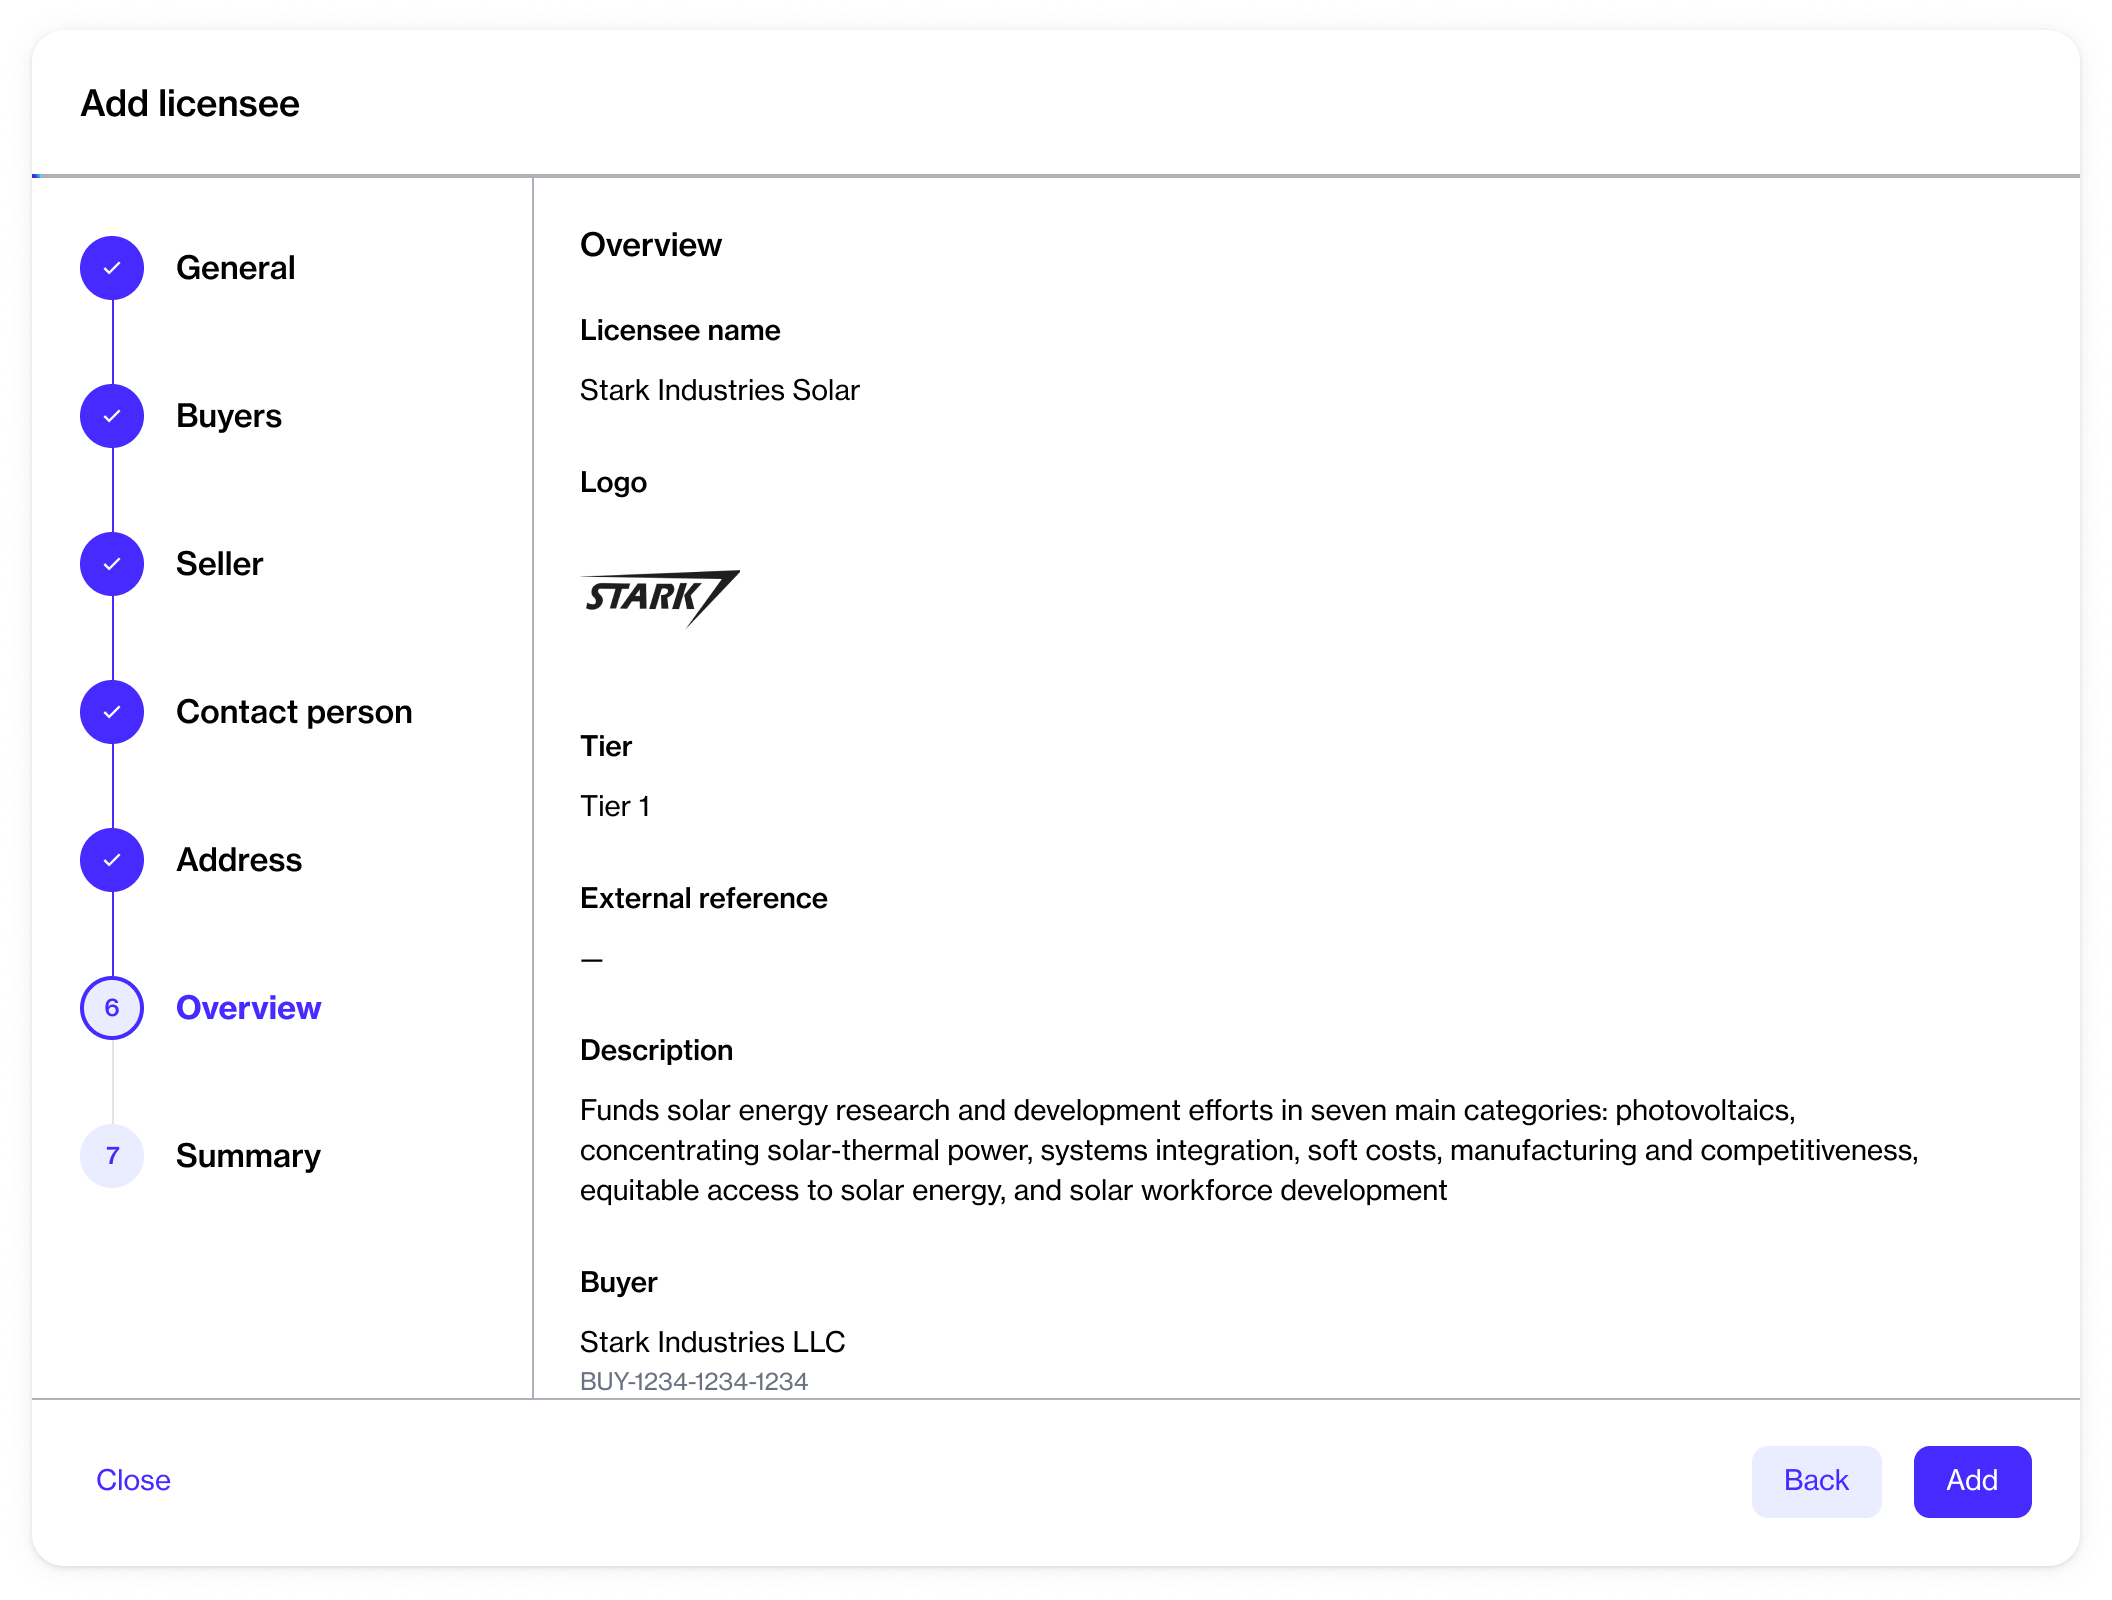 Add licensee
General
Buyers
Seller
Contact person
Address
6
Overview
7
Summary
Overview
Licensee name
Stark Industries Solar
Logo
STARK
Tier
Tier 1
External reference
—
Description
Funds solar energy research and development efforts in seven main categories: photovoltaics,
concentrating solar-thermal power, systems integration, soft costs, manufacturing and competitiveness,
equitable access to solar energy, and solar workforce development
Buyer
Stark Industries LLC
BUY-1234-1234-1234
Close
Back
Add